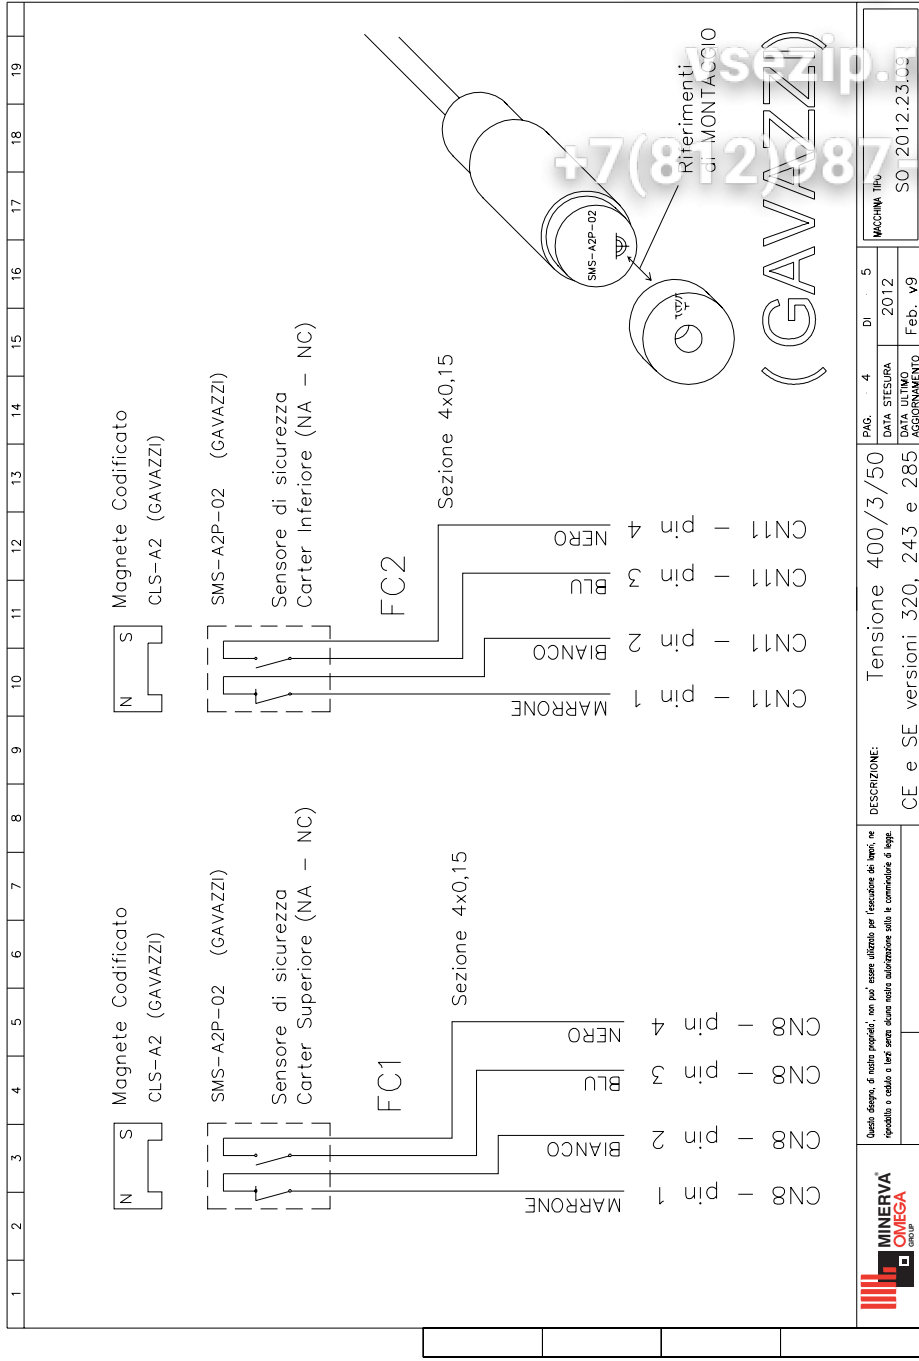 1 2 3 4 5 6 7 8 9 10 11 12 13 14 15 16 17 18 19
Magnete Codificato
CLS-A2 (GAVAZZI)
N S
SMS-A2P-02 (GAVAZZI)
Sensore di sicurezza
Carter Superiore (NA - NC)
FC1
Sezione 4x0,15
MARRONE
BIANCO
BLU
NERO
CN8 - pin 1
CN8 - pin 2
CN8 - pin 3
CN8 - pin 4
Magnete Codificato
CLS-A2 (GAVAZZI)
N S
SMS-A2P-02 (GAVAZZI)
Sensore di sicurezza
Carter Inferiore (NA - NC)
FC2
Sezione 4x0,15
MARRONE
BIANCO
BLU
NERO
CN11 - pin 1
CN11 - pin 2
CN11 - pin 3
CN11 - pin 4
SMS-A2P-02
Riferimenti
di MONTAGGIO
(GAVAZZI)
vsezip.r
+7(812)987-
MINERVA
OMEGA
GROUP
Questo disegno, di nostra proprieta', non puo' essere utilizzato per l'esecuzione dei lavori, ne
riprodotto o ceduto a terzi senza alcuna nostra autorizzazione sotto le comminatorie di legge.
DESCRIZIONE:
Tensione 400/3/50
CE e SE versioni 320, 243 e 285
PAG. 4 DI 5
DATA STESURA 2012
DATA ULTIMO
AGGIORNAMENTO Feb. v9
MACCHINA TIPO
SO 2012.23.09